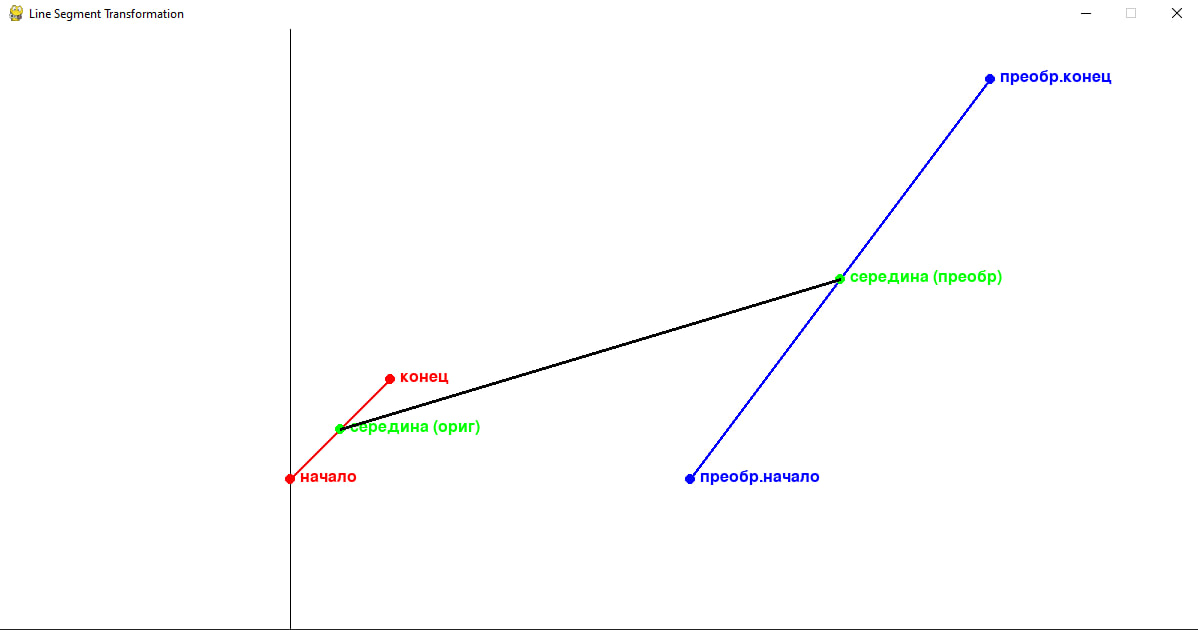 Line Segment Transformation
преобр.конец
середина (преобр)
конец
середина (ориг)
начало
преобр.начало